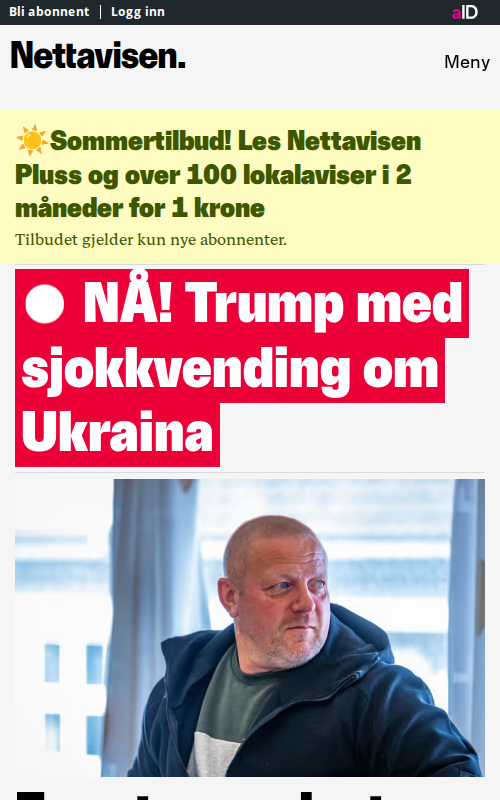 Bli abonnent
Logg inn
aID
Nettavisen.
Meny
☀️Sommertilbud! Les Nettavisen
Pluss og over 100 lokalaviser i 2
måneder for 1 krone
Tilbudet gjelder kun nye abonnenter.
NÅ! Trump med
sjokkvending om
Ukraina